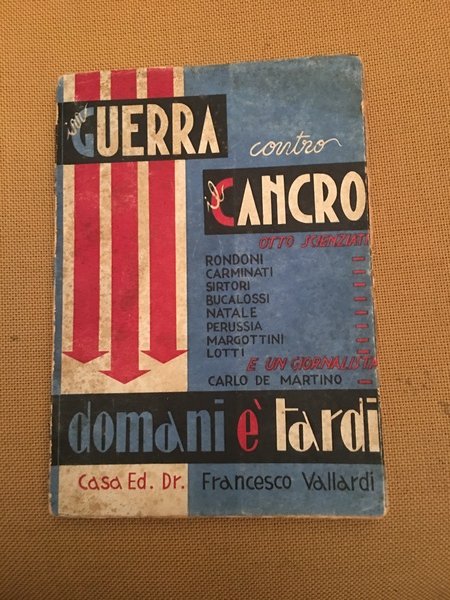 in GUERRA
contro
il CANCRO
OTTO SCIENZIATI
RONDONI
CARMINATI
SIRTORI
BUCALOSSI
NATALE
PERUSSIA
MARGOTTINI
LOTTI
E UN GIORNALISTA
CARLO DE MARTINO
domani è tardi
Casa Ed. Dr. Francesco Vallardi